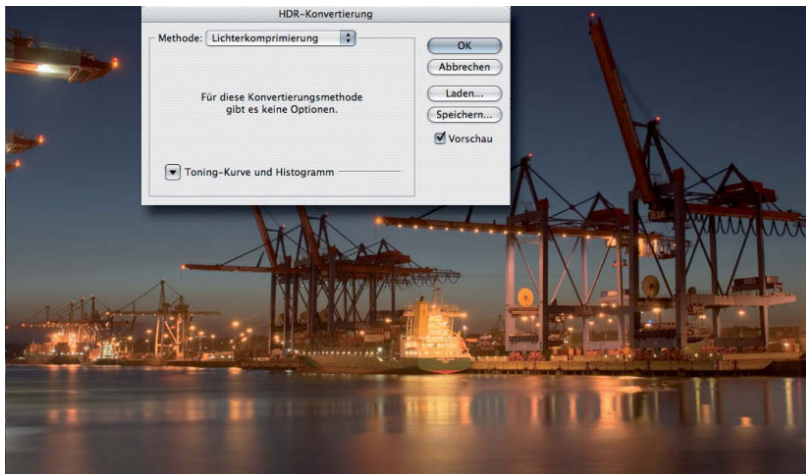 HDR-Konvertierung
Methode: Lichterkomprimierung
OK
Abbrechen
Für diese Konvertierungsmethode
gibt es keine Optionen.
Laden...
Speichern...
Vorschau
Toning-Kurve und Histogramm